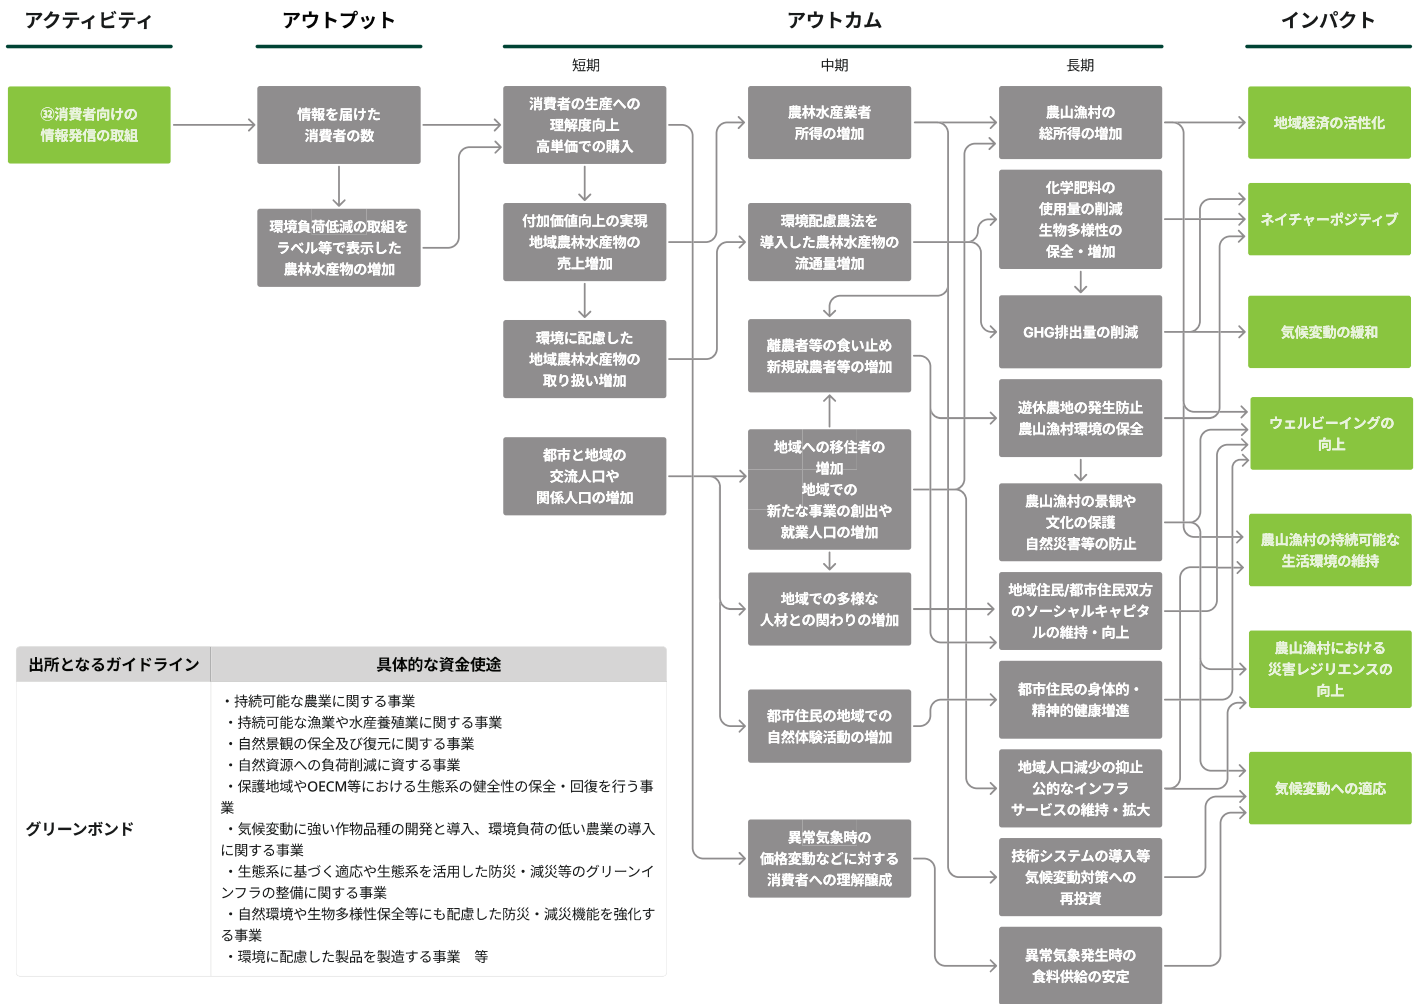 アクティビティ
アウトプット
アウトカム
インパクト
短期
中期
長期
㉜消費者向けの
情報発信の取組
情報を届けた
消費者の数
環境負荷低減の取組を
ラベル等で表示した
農林水産物の増加
消費者の生産への
理解度向上
高単価での購入
付加価値向上の実現
地域農林水産物の
売上増加
環境に配慮した
地域農林水産物の
取り扱い増加
都市と地域の
交流人口や
関係人口の増加
農林水産業者
所得の増加
環境配慮農法を
導入した農林水産物の
流通量増加
離農者等の食い止め
新規就農者等の増加
地域への移住者の
増加
地域での
新たな事業の創出や
就業人口の増加
地域での多様な
人材との関わりの増加
都市住民の地域での
自然体験活動の増加
異常気象時の
価格変動などに対する
消費者への理解醸成
農山漁村の
総所得の増加
化学肥料の
使用量の削減
生物多様性の
保全・増加
GHG排出量の削減
遊休農地の発生防止
農山漁村環境の保全
農山漁村の景観や
文化の保護
自然災害等の防止
地域住民/都市住民双方
のソーシャルキャピタ
ルの維持・向上
都市住民の身体的・
精神的健康増進
地域人口減少の抑止
公的なインフラ
サービスの維持・拡大
技術システムの導入等
気候変動対策への
再投資
異常気象発生時の
食料供給の安定
地域経済の活性化
ネイチャーポジティブ
気候変動の緩和
ウェルビーイングの
向上
農山漁村の持続可能な
生活環境の維持
農山漁村における
災害レジリエンスの
向上
気候変動への適応
出所となるガイドライン
具体的な資金使途
グリーンボンド
・持続可能な農業に関する事業
・持続可能な漁業や水産養殖業に関する事業
・自然景観の保全及び復元に関する事業
・自然資源への負荷削減に資する事業
・保護地域やOECM等における生態系の健全性の保全・回復を行う事
業
・気候変動に強い作物品種の開発と導入、環境負荷の低い農業の導入
に関する事業
・生態系に基づく適応や生態系を活用した防災・減災等のグリーンイ
ンフラの整備に関する事業
・自然環境や生物多様性保全等にも配慮した防災・減災機能を強化す
る事業
・環境に配慮した製品を製造する事業　等